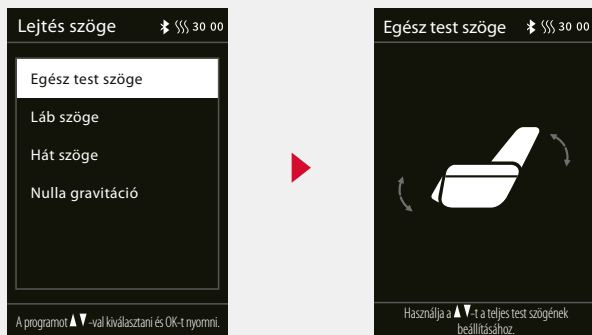 Lejtés szöge 30 00
Egész test szöge
Láb szöge
Hát szöge
Nulla gravitáció
A programot ▲▼-val kiválasztani és OK-t nyomni.
Egész test szöge 30 00
Használja a ▲▼-t a teljes test szögének
beállításához.